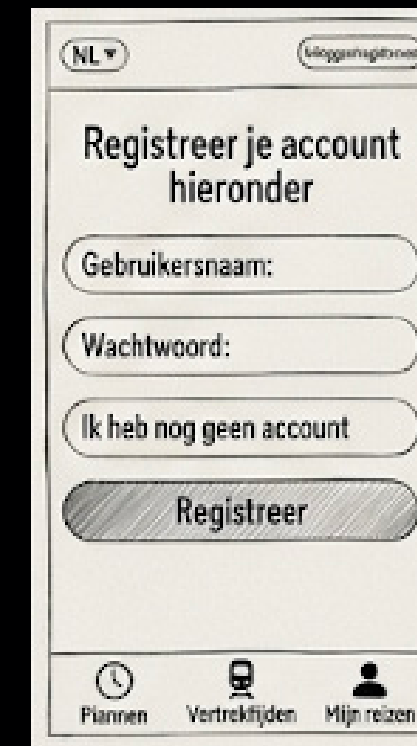 NL
Registreer je account
hieronder
Gebruikersnaam:
Wachtwoord:
Ik heb nog geen account
Registreer
Plannen
Vertrektijden
Mijn reizen